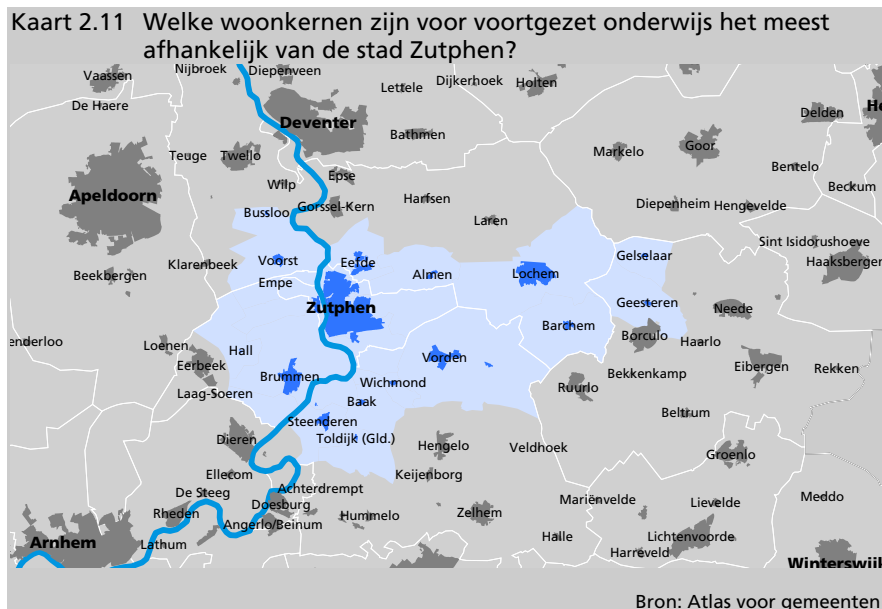 Kaart 2.11 Welke woonkernen zijn voor voortgezet onderwijs het meest
afhankelijk van de stad Zutphen?
Nijbroek
Diepenveen
Vaassen
Lettele
Dijkerhoek
Holten
De Haere
Delden
Deventer
Bathmen
Goor
Markelo
Teuge
Twello
Bentelo
Epse
Wilp
Beckum
Apeldoorn
Harfsen
Gorssel-Kern
Diepenheim
Hengevelde
Bussloo
Laren
Sint Isidorushoeve
Gelselaar
Klarenbeek
Voorst
Eefde
Haaksbergen
Beekbergen
Almen
Lochem
Empe
Geesteren
Zutphen
Neede
Barchem
Borculo
Haarlo
enderloo
Loenen
Hall
Vorden
Eerbeek
Eibergen
Rekken
Brummen
Bekkenkamp
Wichmond
Ruurlo
Laag-Soeren
Baak
Beltrum
Steenderen
Dieren
Toldijk (Gld.)
Hengelo
Veldhoek
Groenlo
Ellecom
Keijenborg
Achterdrempt
De Steeg
Mariënvelde
Meddo
Doesburg
Lievelde
Rheden
Hummelo
Zelhem
Angerlo/Beinum
Halle
Lichtenvoorde
Arnhem
Lathum
Harreveld
Winterswijk
Bron: Atlas voor gemeenten